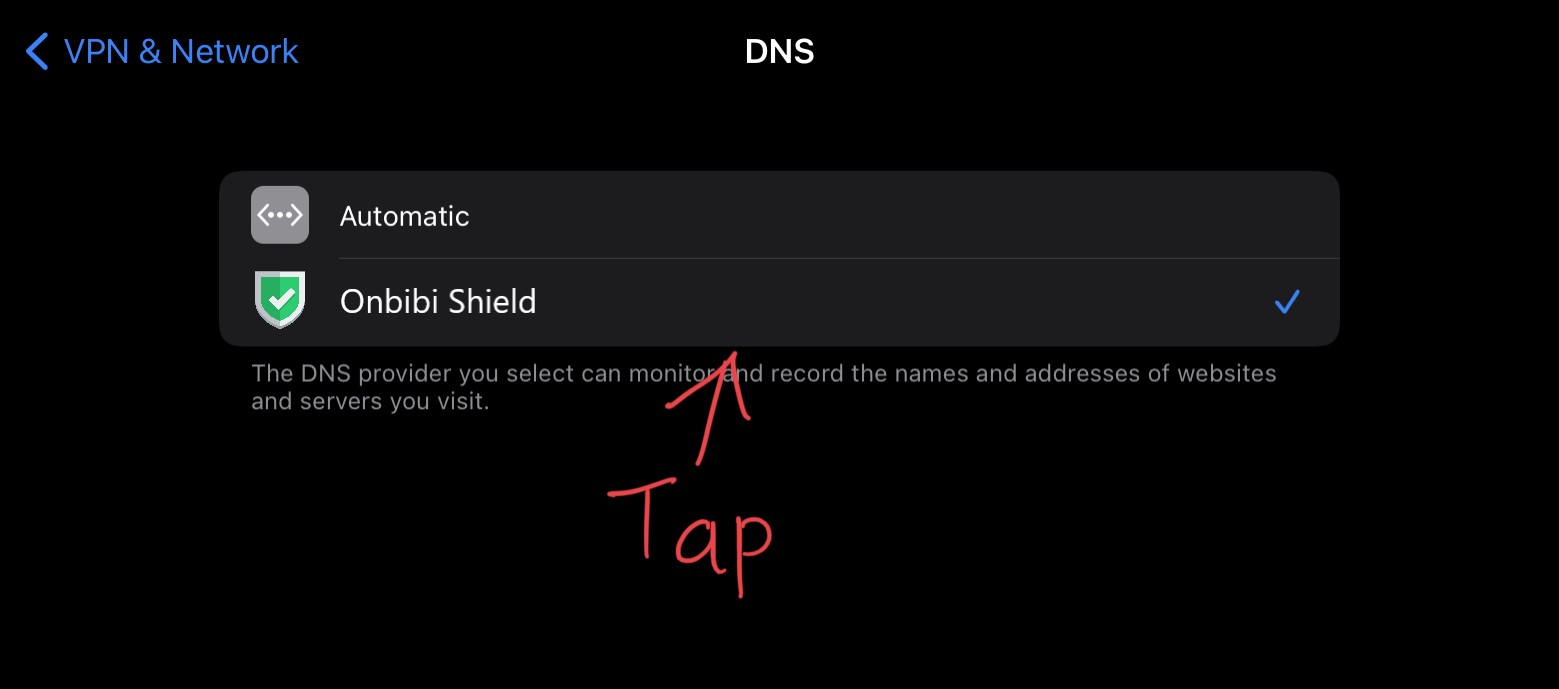 VPN & Network
DNS
Automatic
Onbibi Shield
The DNS provider you select can monitor and record the names and addresses of websites
and servers you visit.
Tap